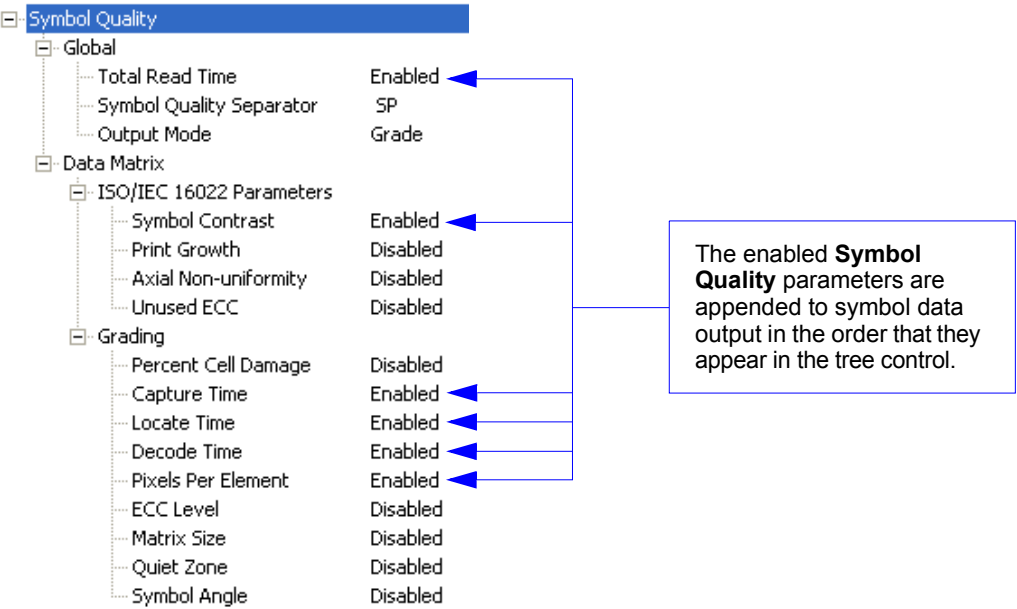 Symbol Quality
Global
Total Read Time Enabled
Symbol Quality Separator SP
Output Mode Grade
Data Matrix
ISO/IEC 16022 Parameters
Symbol Contrast Enabled
Print Growth Disabled
Axial Non-uniformity Disabled
Unused ECC Disabled
Grading
Percent Cell Damage Disabled
Capture Time Enabled
Locate Time Enabled
Decode Time Enabled
Pixels Per Element Enabled
ECC Level Disabled
Matrix Size Disabled
Quiet Zone Disabled
Symbol Angle Disabled
The enabled Symbol
Quality parameters are
appended to symbol data
output in the order that they
appear in the tree control.